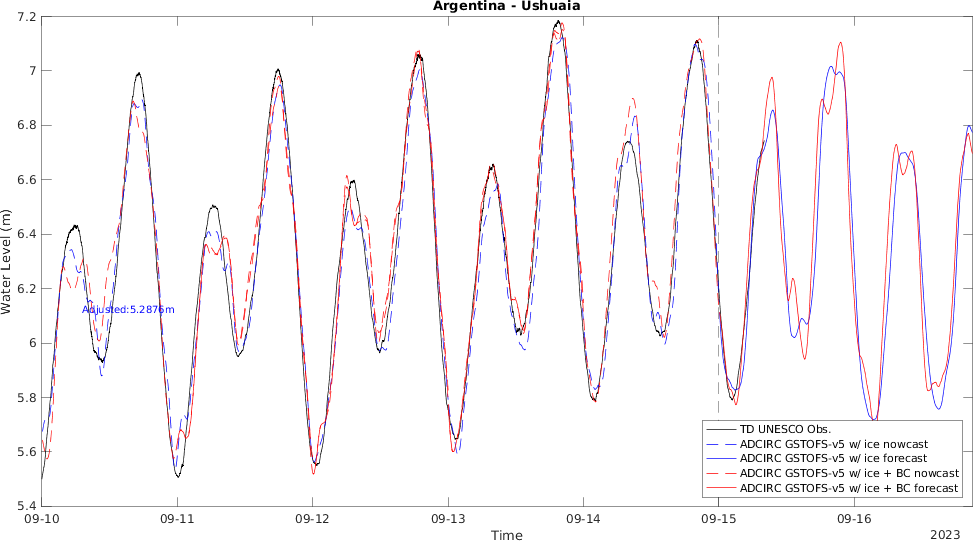 Argentina - Ushuaia
7.2
7
6.8
6.6
6.4
6.2
6
5.8
5.6
5.4
Water Level (m)
Adjusted:5.2876m
TD UNESCO Obs.
ADCIRC GSTOFS-v5 w/ ice nowcast
ADCIRC GSTOFS-v5 w/ ice forecast
ADCIRC GSTOFS-v5 w/ ice + BC nowcast
ADCIRC GSTOFS-v5 w/ ice + BC forecast
09-10 09-11 09-12 09-13 09-14 09-15 09-16
Time
2023